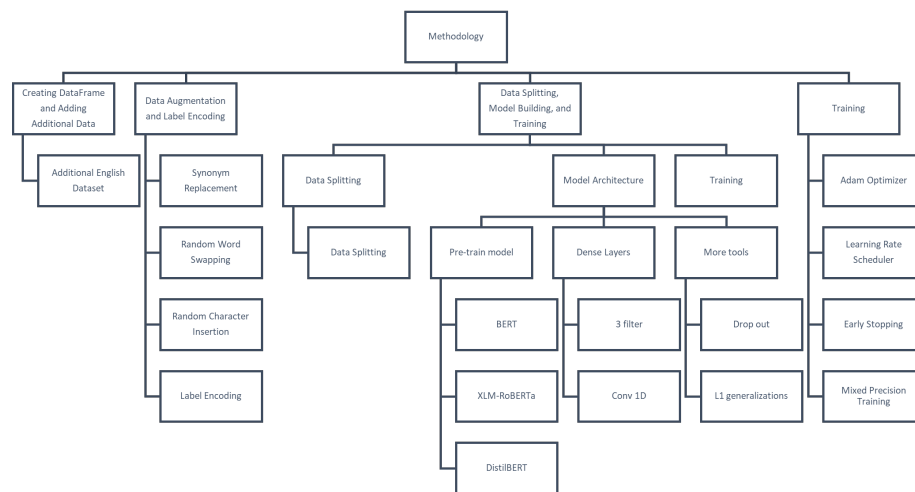 Methodology
Creating DataFrame
and Adding
Additional Data
Data Augmentation
and Label Encoding
Data Splitting,
Model Building, and
Training
Training
Additional English
Dataset
Synonym
Replacement
Random Word
Swapping
Random Character
Insertion
Label Encoding
Data Splitting
Data Splitting
Model Architecture
Pre-train model
BERT
XLM-RoBERTa
DistilBERT
Dense Layers
3 filter
Conv 1D
More tools
Drop out
L1 generalizations
Training
Adam Optimizer
Learning Rate
Scheduler
Early Stopping
Mixed Precision
Training